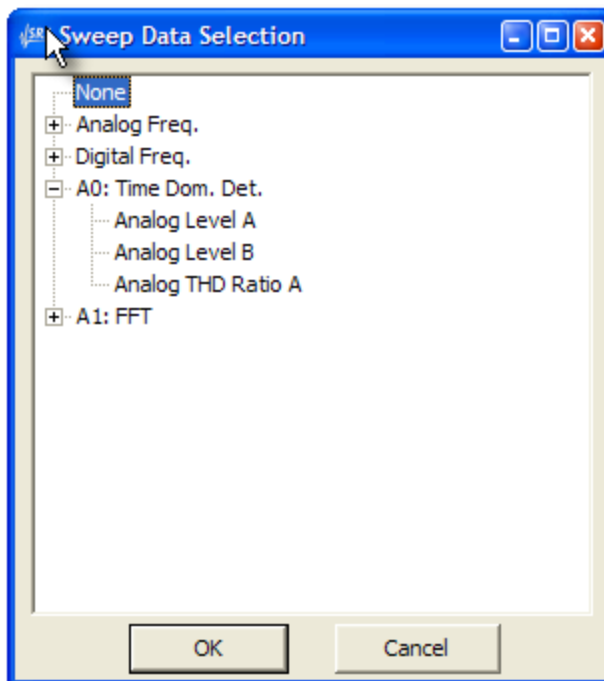 Sweep Data Selection
None
Analog Freq.
Digital Freq.
A0: Time Dom. Det.
Analog Level A
Analog Level B
Analog THD Ratio A
A1: FFT
OK Cancel